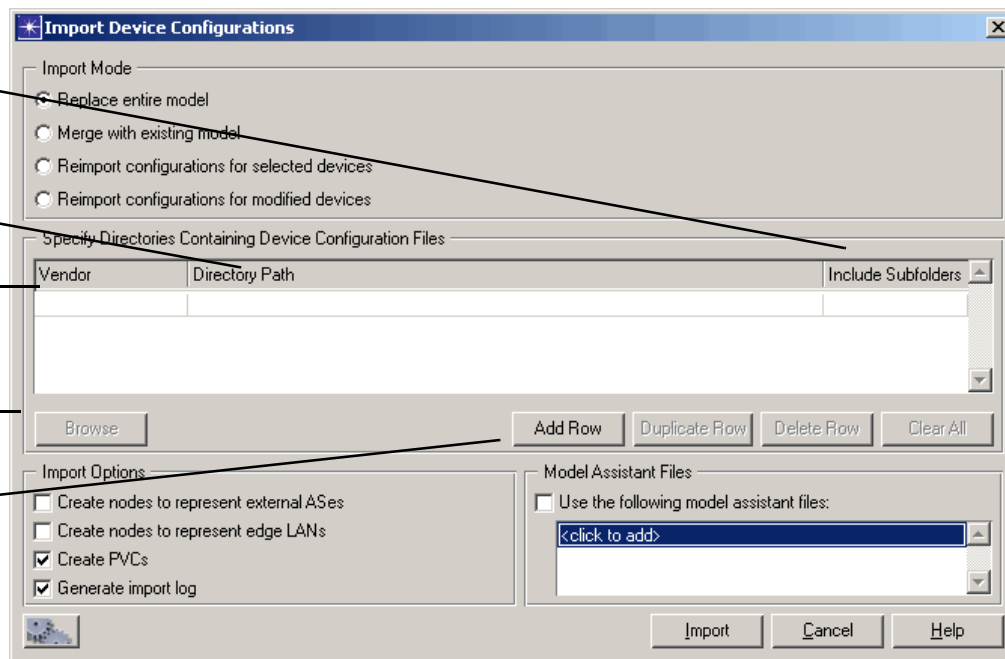 Import Device Configurations
Import Mode
Replace entire model
Merge with existing model
Reimport configurations for selected devices
Reimport configurations for modified devices
Specify Directories Containing Device Configuration Files
Vendor Directory Path Include Subfolders
Browse Add Row Duplicate Row Delete Row Clear All
Import Options
Create nodes to represent external ASes
Create nodes to represent edge LANs
Create PVCs
Generate import log
Model Assistant Files
Use the following model assistant files:
<click to add>
Import Cancel Help